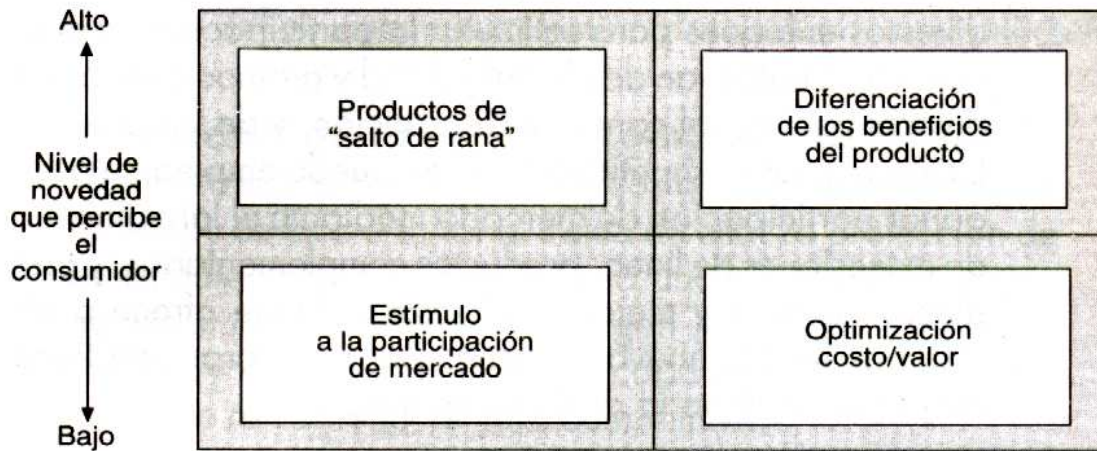 Alto
Nivel de
novedad
que percibe
el
consumidor
Bajo
Productos de
“salto de rana”
Diferenciación
de los beneficios
del producto
Estímulo
a la participación
de mercado
Optimización
costo/valor